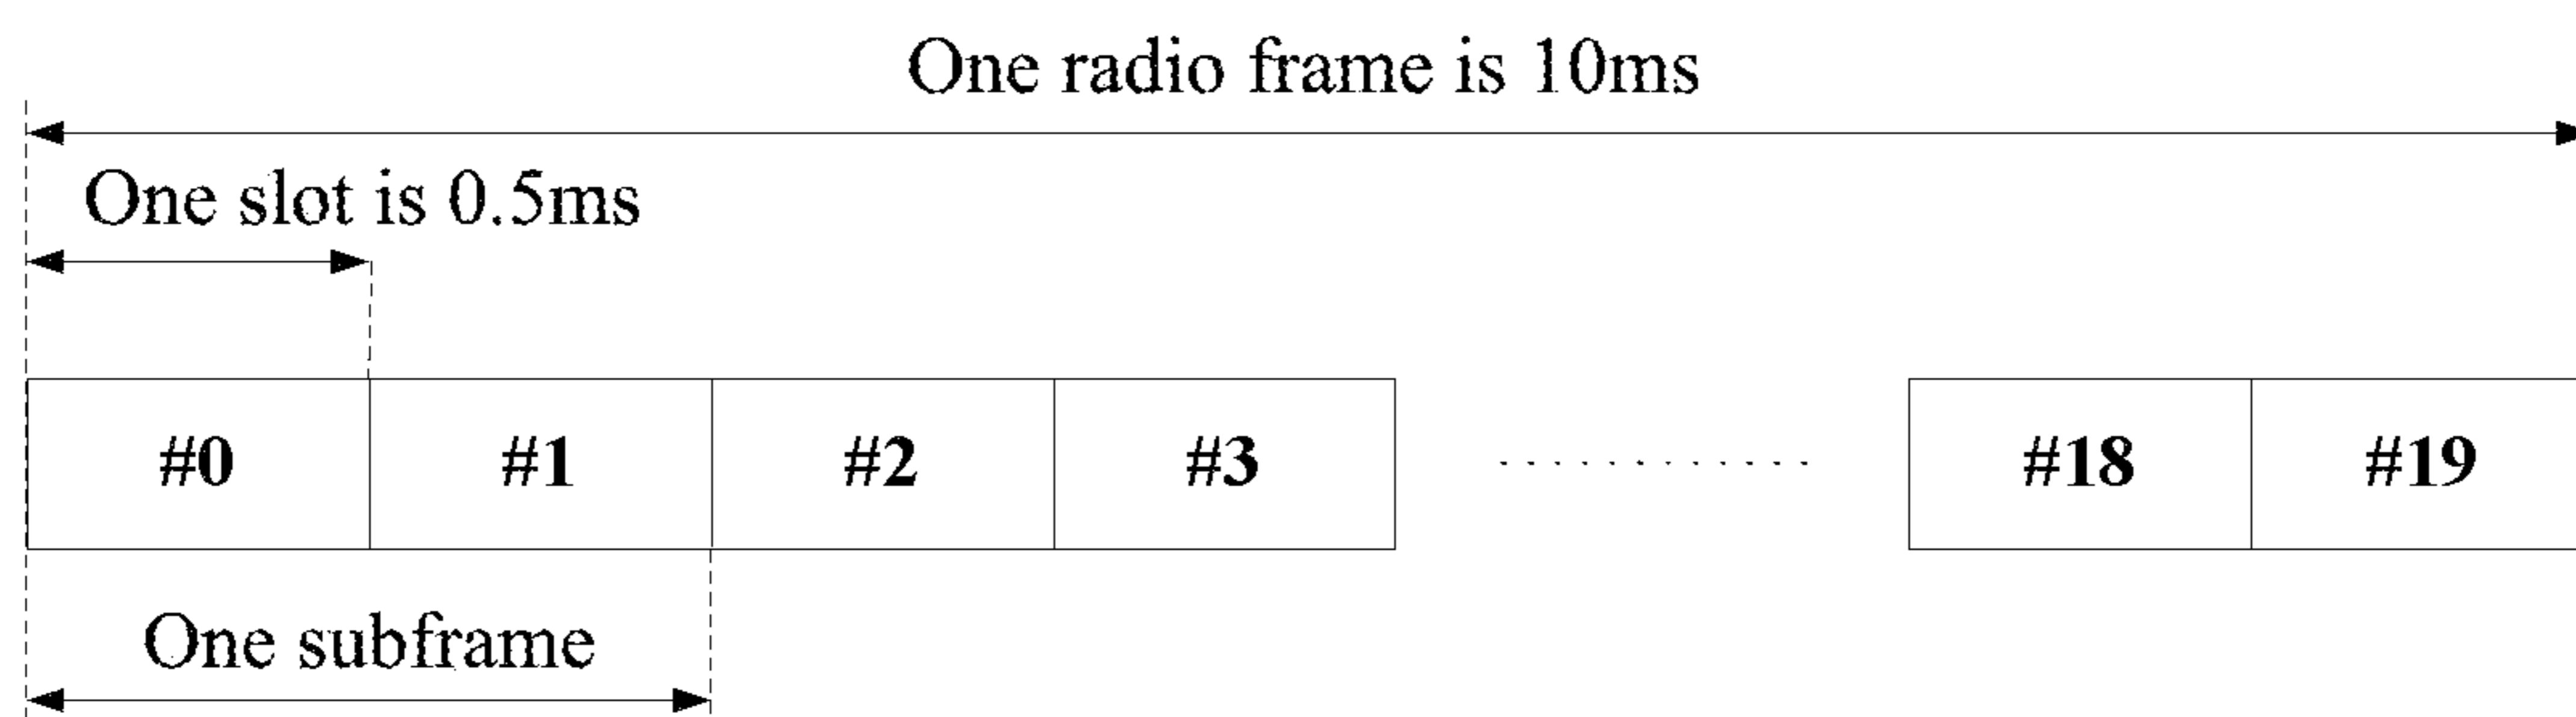 One radio frame is 10ms
One slot is 0.5ms
#0 #1 #2 #3 ........... #18 #19
One subframe